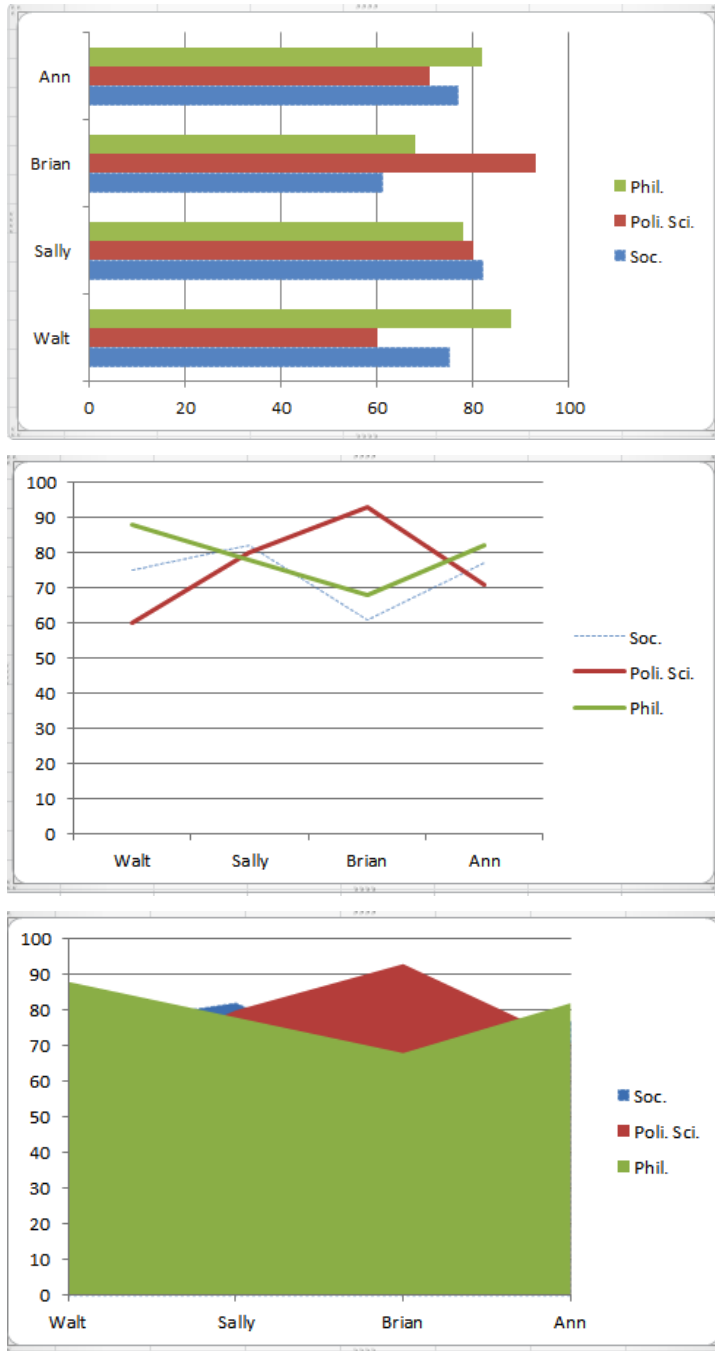 Ann
Brian
Sally
Walt
0 20 40 60 80 100
Phil.
Poli. Sci.
Soc.
100
90
80
70
60
50
40
30
20
10
0
Walt Sally Brian Ann
Soc.
Poli. Sci.
Phil.
100
90
80
70
60
50
40
30
20
10
0
Walt Sally Brian Ann
Soc.
Poli. Sci.
Phil.